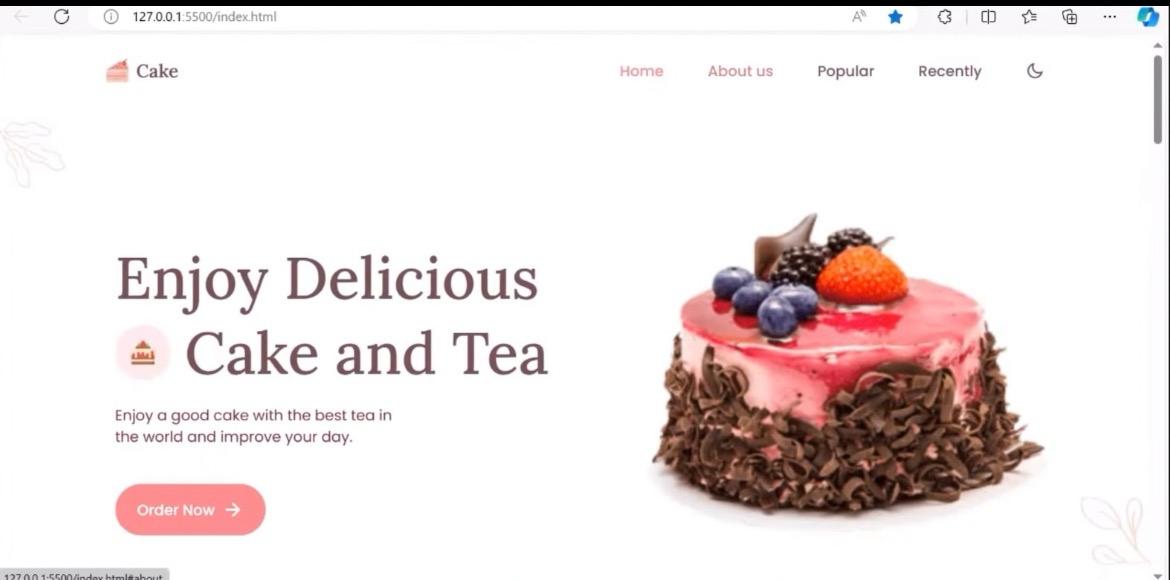 127.0.0.1:5500/index.html
Cake
Home
About us
Popular
Recently
Enjoy Delicious
Cake and Tea
Enjoy a good cake with the best tea in
the world and improve your day.
Order Now
127.0.0.1:5500/index.html#about